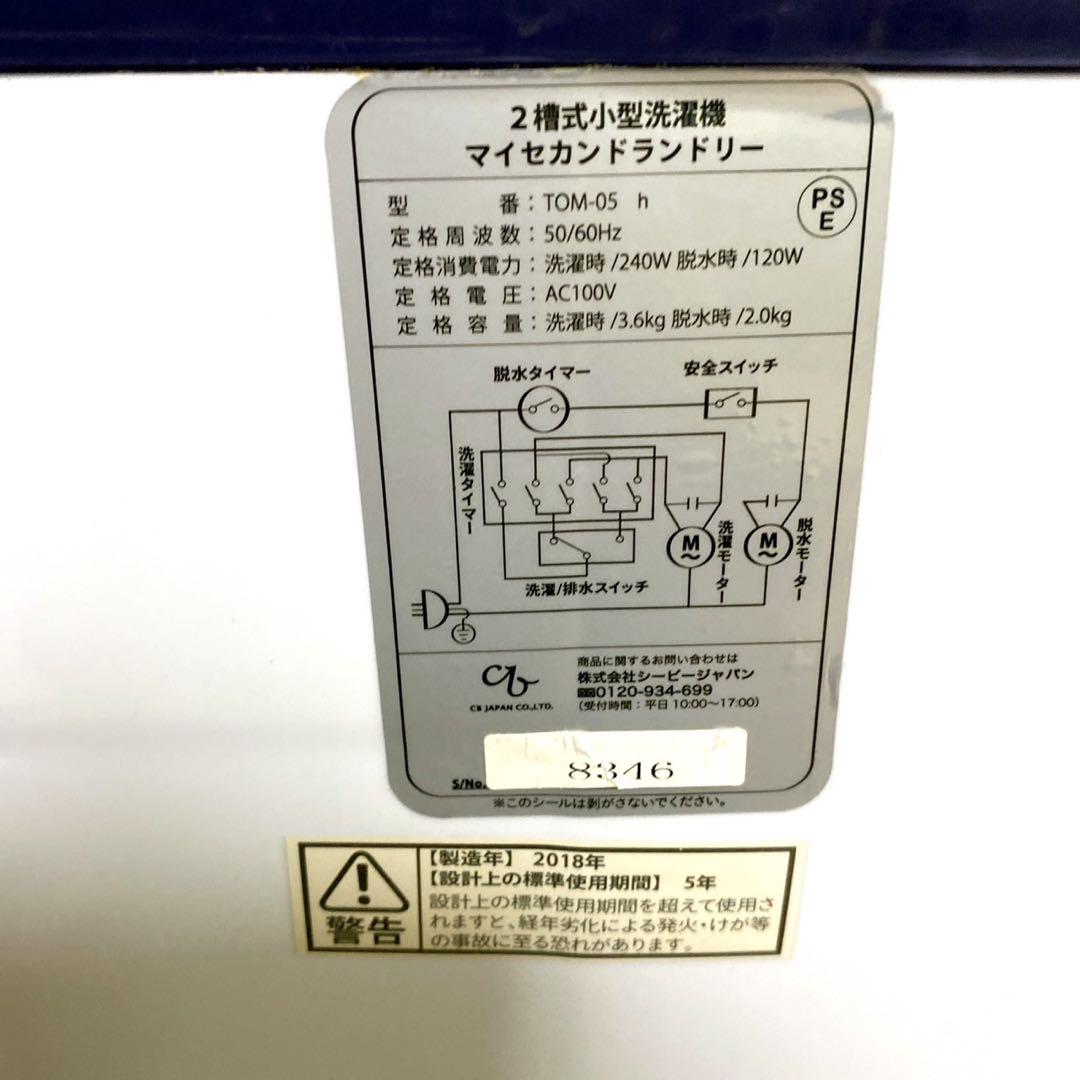 2槽式小型洗濯機
マイセカンドランドリー
PS
E
型番：TOM-05 h
定格周波数：50/60Hz
定格消費電力：洗濯時/240W 脱水時/120W
定格電圧：AC100V
定格容量：洗濯時/3.6kg 脱水時/2.0kg
脱水タイマー
安全スイッチ
洗濯タイマー
M
洗濯モーター
M
脱水モーター
洗濯/排水スイッチ
cb
CB JAPAN CO.,LTD.
商品に関するお問い合わせは
株式会社シービージャパン
0120-934-699
（受付時間：平日10:00～17:00）
S/No.
8346
※このシールは剥がさないでください。
警告
【製造年】 2018年
【設計上の標準使用期間】 5年
設計上の標準使用期間を超えて使用さ
れますと、経年劣化による発火・けが等
の事故に至る恐れがあります。